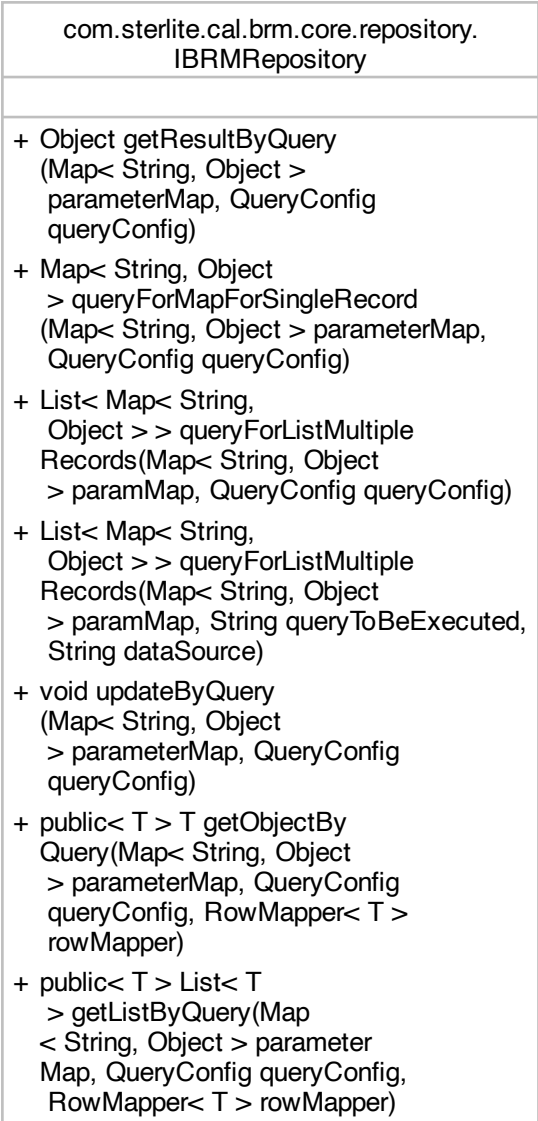 com.sterlite.cal.brm.core.repository.
IBRMRepository
+ Object getResultByQuery
(Map< String, Object >
parameterMap, QueryConfig
queryConfig)
+ Map< String, Object
> queryForMapForSingleRecord
(Map< String, Object > parameterMap,
QueryConfig queryConfig)
+ List< Map< String,
Object > > queryForListMultiple
Records(Map< String, Object
> paramMap, QueryConfig queryConfig)
+ List< Map< String,
Object > > queryForListMultiple
Records(Map< String, Object
> paramMap, String queryToBeExecuted,
String dataSource)
+ void updateByQuery
(Map< String, Object
> parameterMap, QueryConfig
queryConfig)
+ public< T > T getObjectBy
Query(Map< String, Object
> parameterMap, QueryConfig
queryConfig, RowMapper< T >
rowMapper)
+ public< T > List< T
> getListByQuery(Map
< String, Object > parameter
Map, QueryConfig queryConfig,
RowMapper< T > rowMapper)